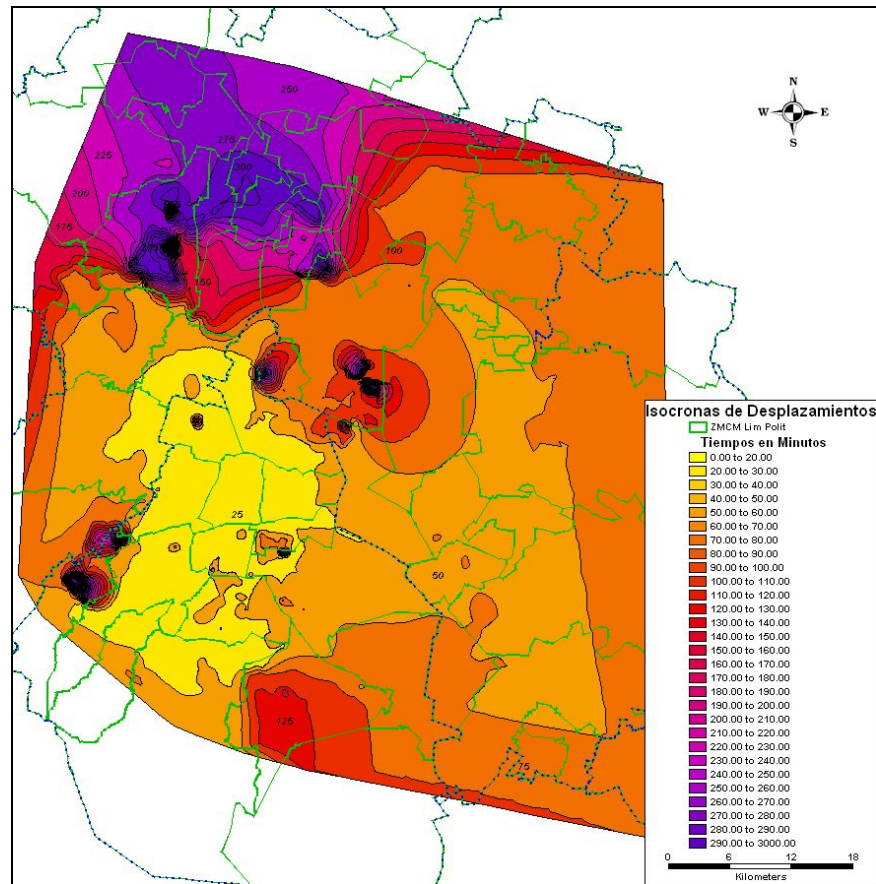 250
N
W E
S
275
225
300
200
175
100
150
25
50
125
75
Isocronas de Desplazamientos
ZMCM Lim Polit
Tiempos en Minutos
0.00 to 20.00
20.00 to 30.00
30.00 to 40.00
40.00 to 50.00
50.00 to 60.00
60.00 to 70.00
70.00 to 80.00
80.00 to 90.00
90.00 to 100.00
100.00 to 110.00
110.00 to 120.00
120.00 to 130.00
130.00 to 140.00
140.00 to 150.00
150.00 to 160.00
160.00 to 170.00
170.00 to 180.00
180.00 to 190.00
190.00 to 200.00
200.00 to 210.00
210.00 to 220.00
220.00 to 230.00
230.00 to 240.00
240.00 to 250.00
250.00 to 260.00
260.00 to 270.00
270.00 to 280.00
280.00 to 290.00
290.00 to 3000.00
0 6 12 18
Kilometers